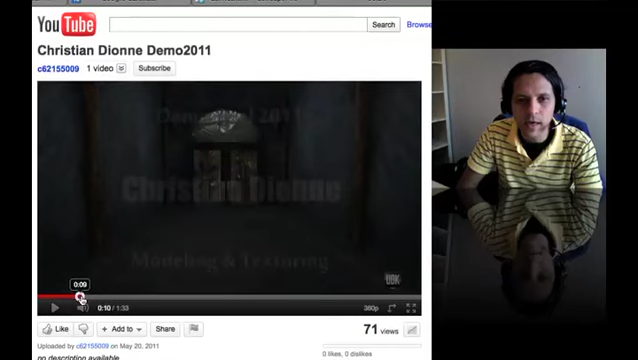 YouTube
Search
Browse
Christian Dionne Demo2011
c62155009 1 video
Subscribe
Demo Reel 2011
Christian Dionne
Modeling & Texturing
UDK
0:09
0:10 / 1:33
360p
Like
+ Add to
Share
71 views
Uploaded by c62155009 on May 20, 2011
0 likes, 0 dislikes
no description available